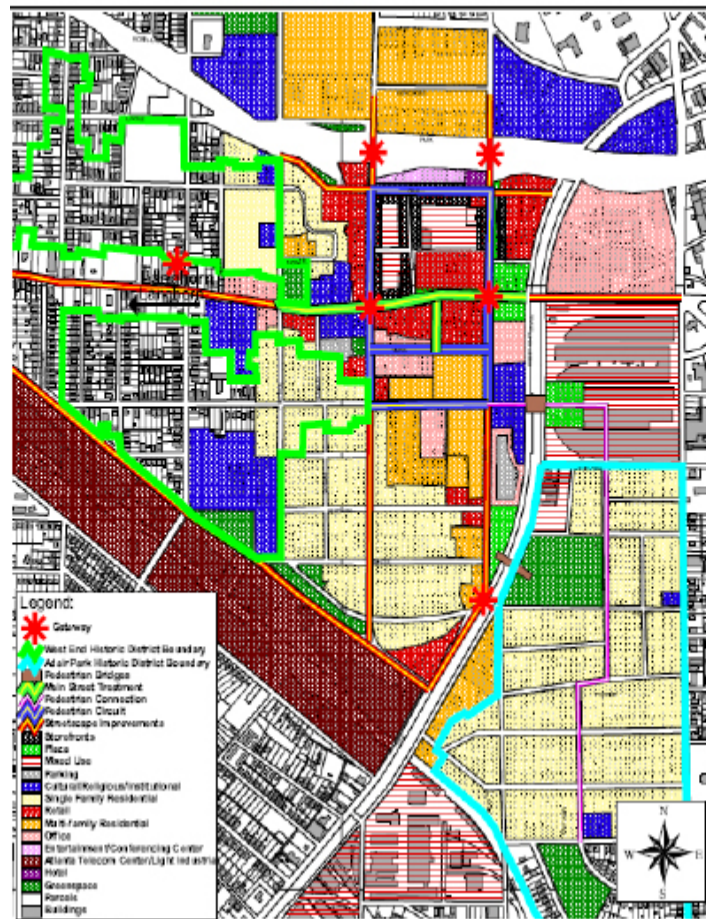 PARK
Legend:
Gateway
West End Historic District Boundary
Adair Park Historic District Boundary
Pedestrian Bridges
Main Street Treatment
Pedestrian Connection
Pedestrian Circuit
Streetscape Improvements
Storefronts
Plaza
Mixed Use
Parking
Cultural/Religious/Institutional
Single Family Residential
Retail
Multi-Family Residential
Office
Entertainment/Conferencing Center
Atlanta Telecom Center/Light Industria
Hotel
Greenspace
Parcels
Buildings
N
W E
S